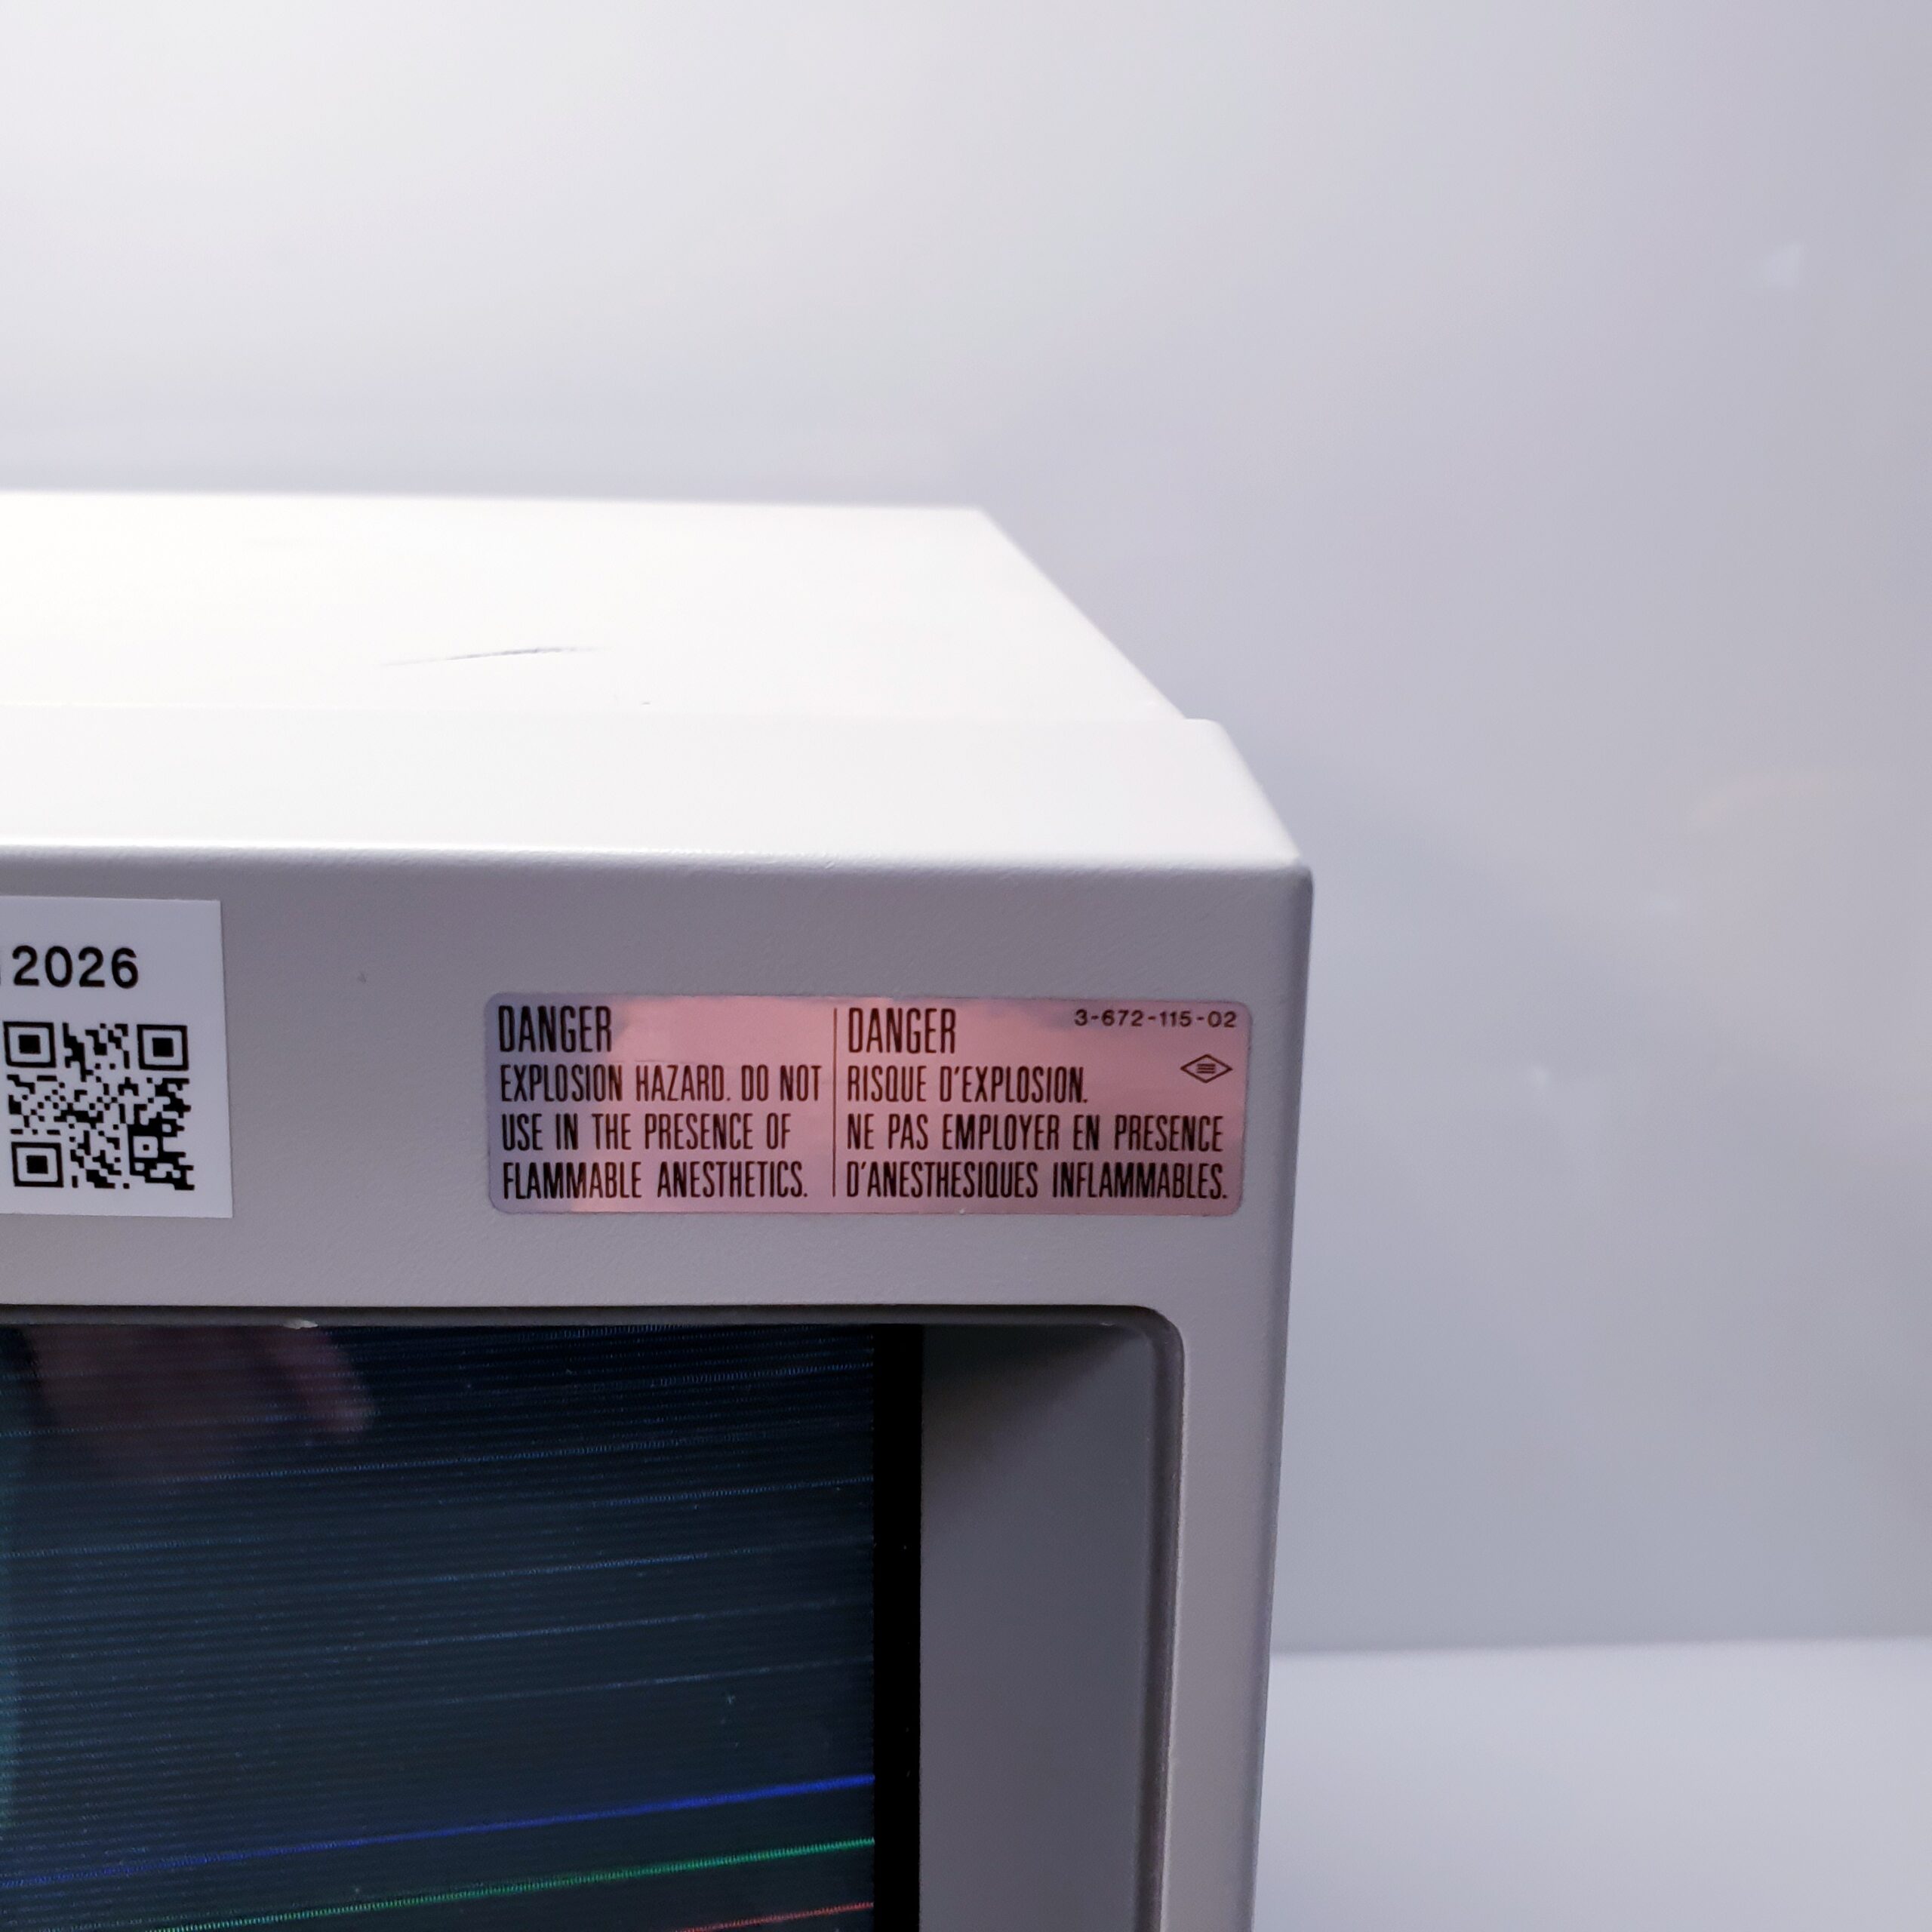 2026
DANGER
EXPLOSION HAZARD. DO NOT
USE IN THE PRESENCE OF
FLAMMABLE ANESTHETICS.
DANGER
3-672-115-02
RISQUE D'EXPLOSION.
NE PAS EMPLOYER EN PRESENCE
D'ANESTHESIQUES INFLAMMABLES.